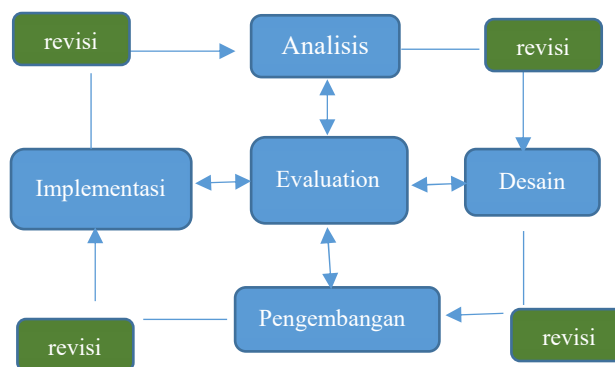 revisi
Analisis
revisi
Implementasi
Evaluation
Desain
Pengembangan
revisi
revisi